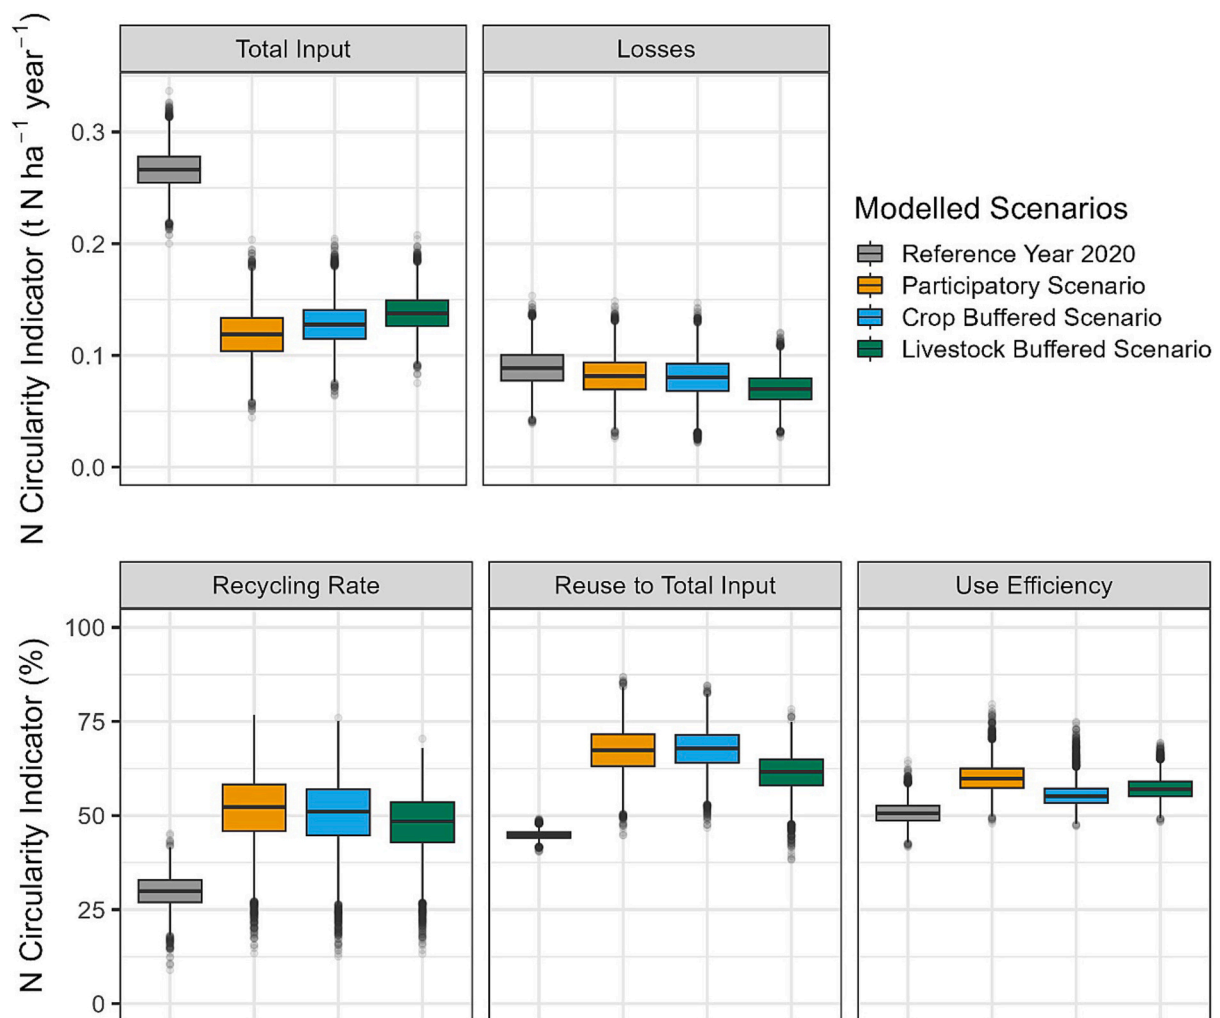 N Circularity Indicator (t N ha⁻¹ year⁻¹)
Total Input
Losses
0.3
0.2
0.1
0.0
Modelled Scenarios
Reference Year 2020
Participatory Scenario
Crop Buffered Scenario
Livestock Buffered Scenario
N Circularity Indicator (%)
Recycling Rate
Reuse to Total Input
Use Efficiency
100
75
50
25
0